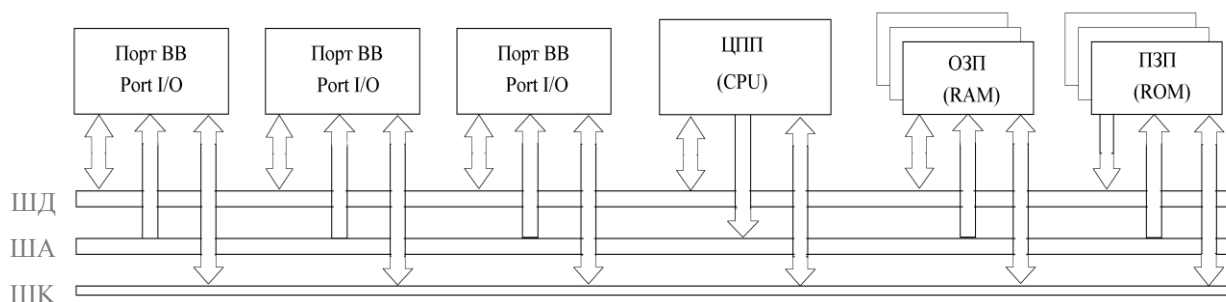 Порт ВВ
Port I/O
Порт ВВ
Port I/O
Порт ВВ
Port I/O
ЦПП
(CPU)
ОЗП
(RAM)
ПЗП
(ROM)
ШД
ША
ШК